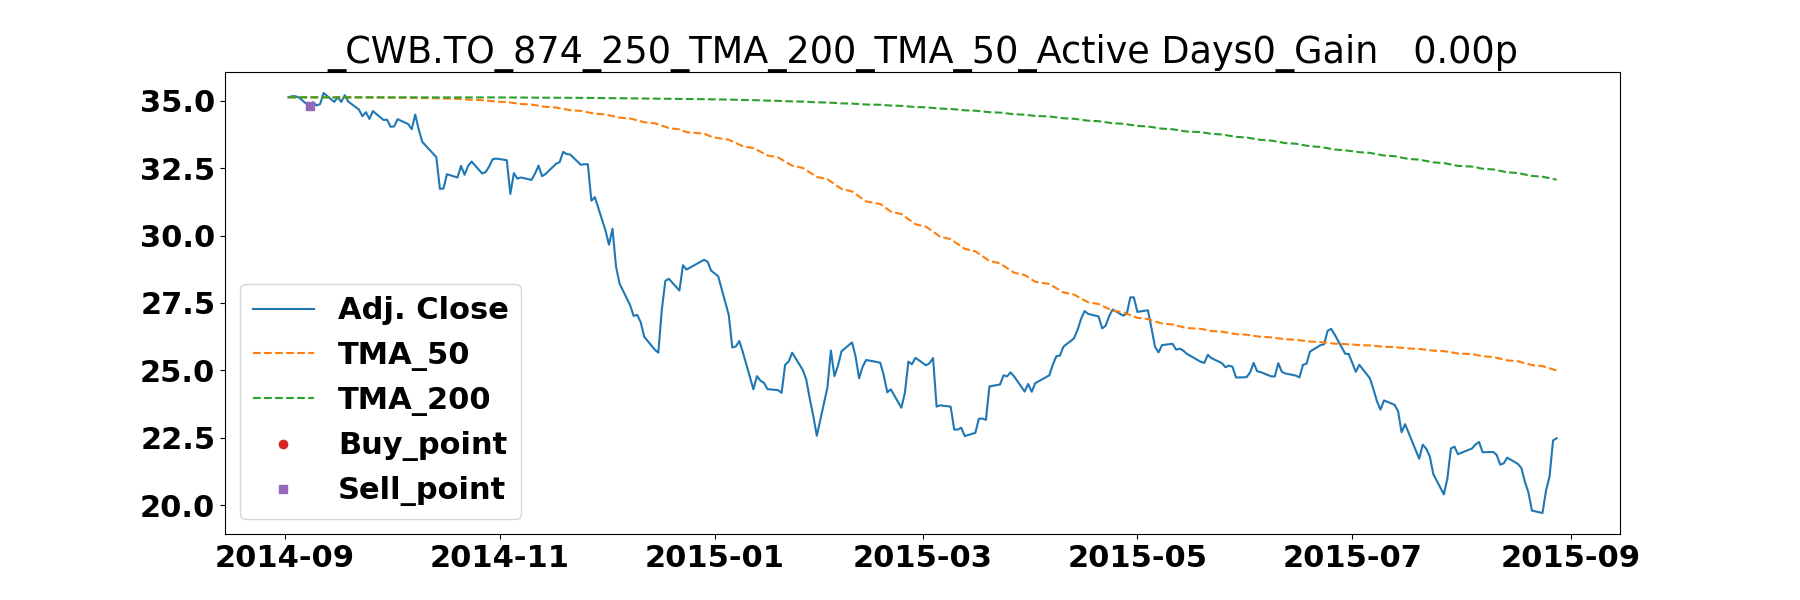 _CWB.TO_874_250_TMA_200_TMA_50_Active Days0_Gain   0.00p
35.0
32.5
30.0
27.5
25.0
22.5
20.0
Adj. Close
TMA_50
TMA_200
Buy_point
Sell_point
2014-09 2014-11 2015-01 2015-03 2015-05 2015-07 2015-09